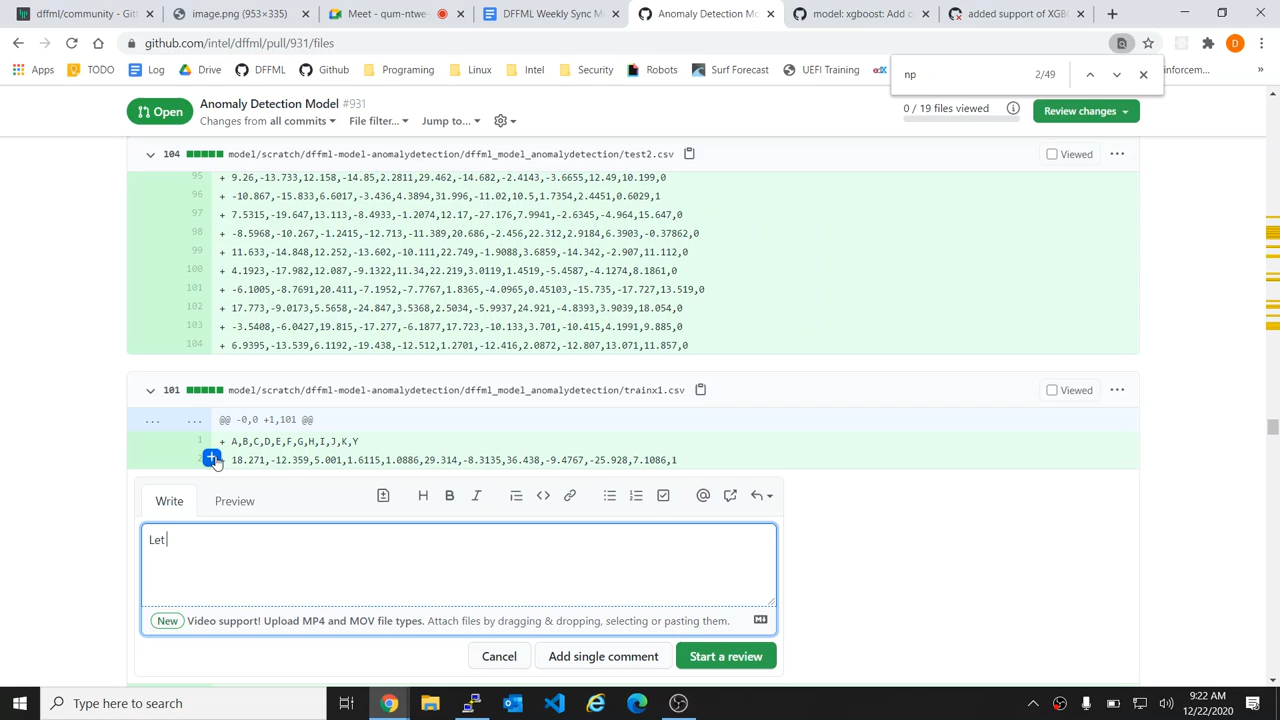 dffml/community - Git
image.png (953×335)
Meet - qum-ntwe-
DFFML Weekly Sync M
Anomaly Detection M
model: xgboost: Add c
added support of XGB
github.com/intel/dffml/pull/931/files
Apps
TODO
Log
Drive
DFFML
Github
Programing
Linux
Intel
Security
Robots
Surf Forecast
UEFI Training
inforcem...
np
2/49
Open
Anomaly Detection Model #931
Changes from all commits
File filter...
Jump to...
0 / 19 files viewed
Review changes
104
model/scratch/dffml-model-anomalydetection/dffml_model_anomalydetection/test2.csv
Viewed
95 + 9.26,-13.733,12.158,-14.85,2.2811,29.462,-14.682,-2.4143,-3.6655,12.49,10.199,0
96 + -10.867,-15.833,6.6017,-3.436,4.3894,31.996,-11.02,10.5,1.7354,2.4451,0.6029,1
97 + 7.5315,-19.647,13.113,-8.4933,-1.2074,12.17,-27.176,7.9941,-2.6345,-4.964,15.647,0
98 + -8.5968,-10.267,-1.2415,-12.713,-11.389,20.686,-2.456,22.312,2.9184,6.3903,-0.37862,0
99 + 11.633,-14.848,12.252,-13.602,-10.111,22.749,-1.9088,3.6859,-14.342,-2.907,11.112,0
100 + 4.1923,-17.982,12.087,-9.1322,11.34,22.219,3.0119,1.4519,-5.4587,-4.1274,8.1861,0
101 + -6.1005,-8.7691,20.411,-7.1952,-7.7767,1.8365,-4.0965,0.45103,-15.735,-17.727,13.519,0
102 + 17.773,-9.0173,5.5658,-24.847,3.5368,2.5034,-5.9937,24.921,-4.8393,3.9039,18.054,0
103 + -3.5408,-6.0427,19.815,-17.277,-6.1877,17.723,-10.133,3.701,-10.415,4.1991,9.885,0
104 + 6.9395,-13.539,6.1192,-19.438,-12.512,1.2701,-12.416,2.0872,-12.807,13.071,11.857,0
101
model/scratch/dffml-model-anomalydetection/dffml_model_anomalydetection/trainx1.csv
Viewed
@@ -0,0 +1,101 @@
1 + A,B,C,D,E,F,G,H,I,J,K,Y
+ 18.271,-12.359,5.001,1.6115,1.0886,29.314,-8.3135,36.438,-9.4767,-25.928,7.1086,1
Write
Preview
Let
New Video support! Upload MP4 and MOV file types. Attach files by dragging & dropping, selecting or pasting them.
Cancel
Add single comment
Start a review
Type here to search
9:22 AM
12/22/2020